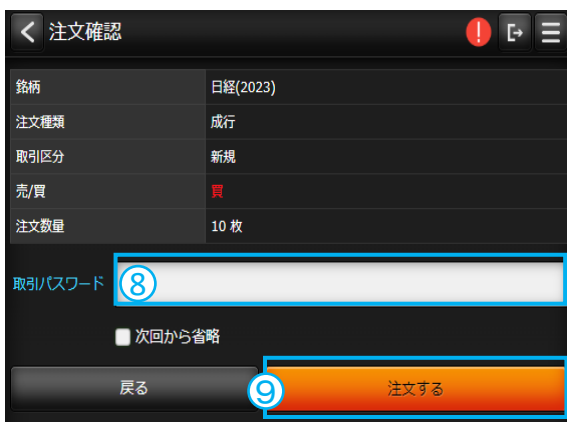 注文確認
銘柄 日経(2023)
注文種類 成行
取引区分 新規
売/買 買
注文数量 10 枚
取引パスワード ⑧
次回から省略
戻る ⑨ 注文する